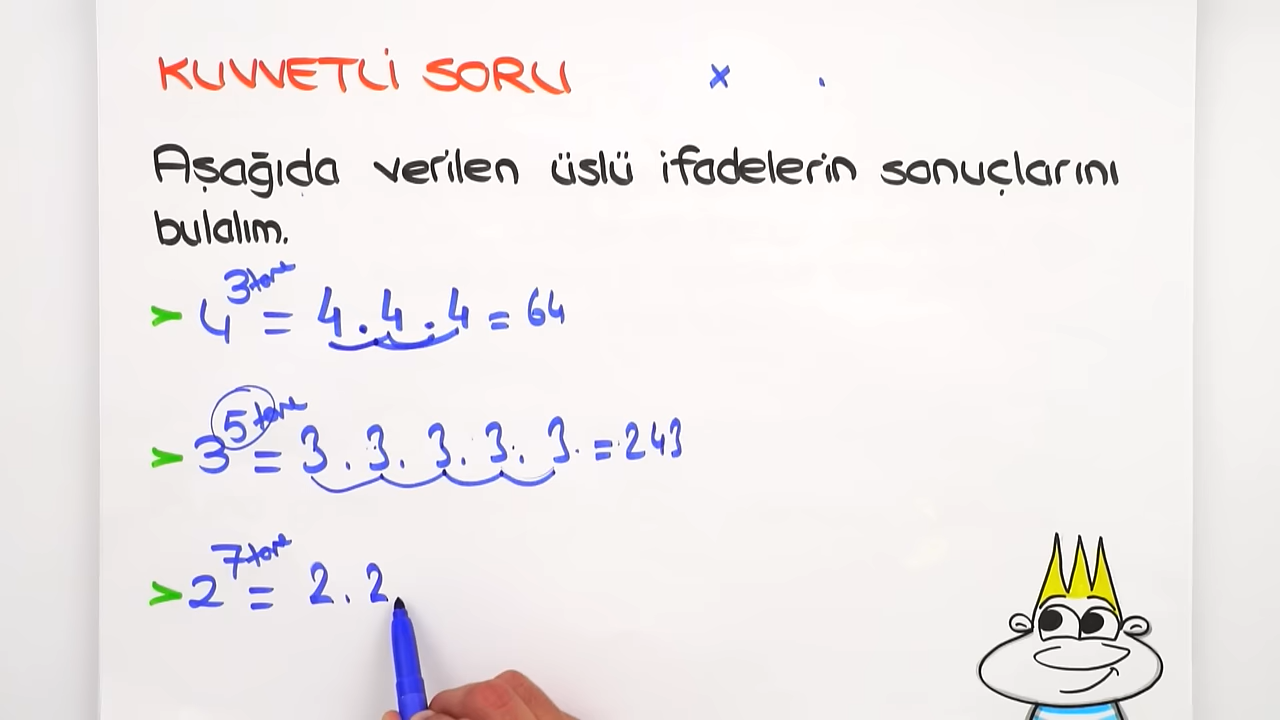 KUVVETLİ SORU × .
Aşağıda verilen üslü ifadelerin sonuçlarını
bulalım.
➤ 4^3 tane = 4 . 4 . 4 = 64
➤ 3^5 tane = 3 . 3 . 3 . 3 . 3 = 243
➤ 2^7 tane = 2 . 2